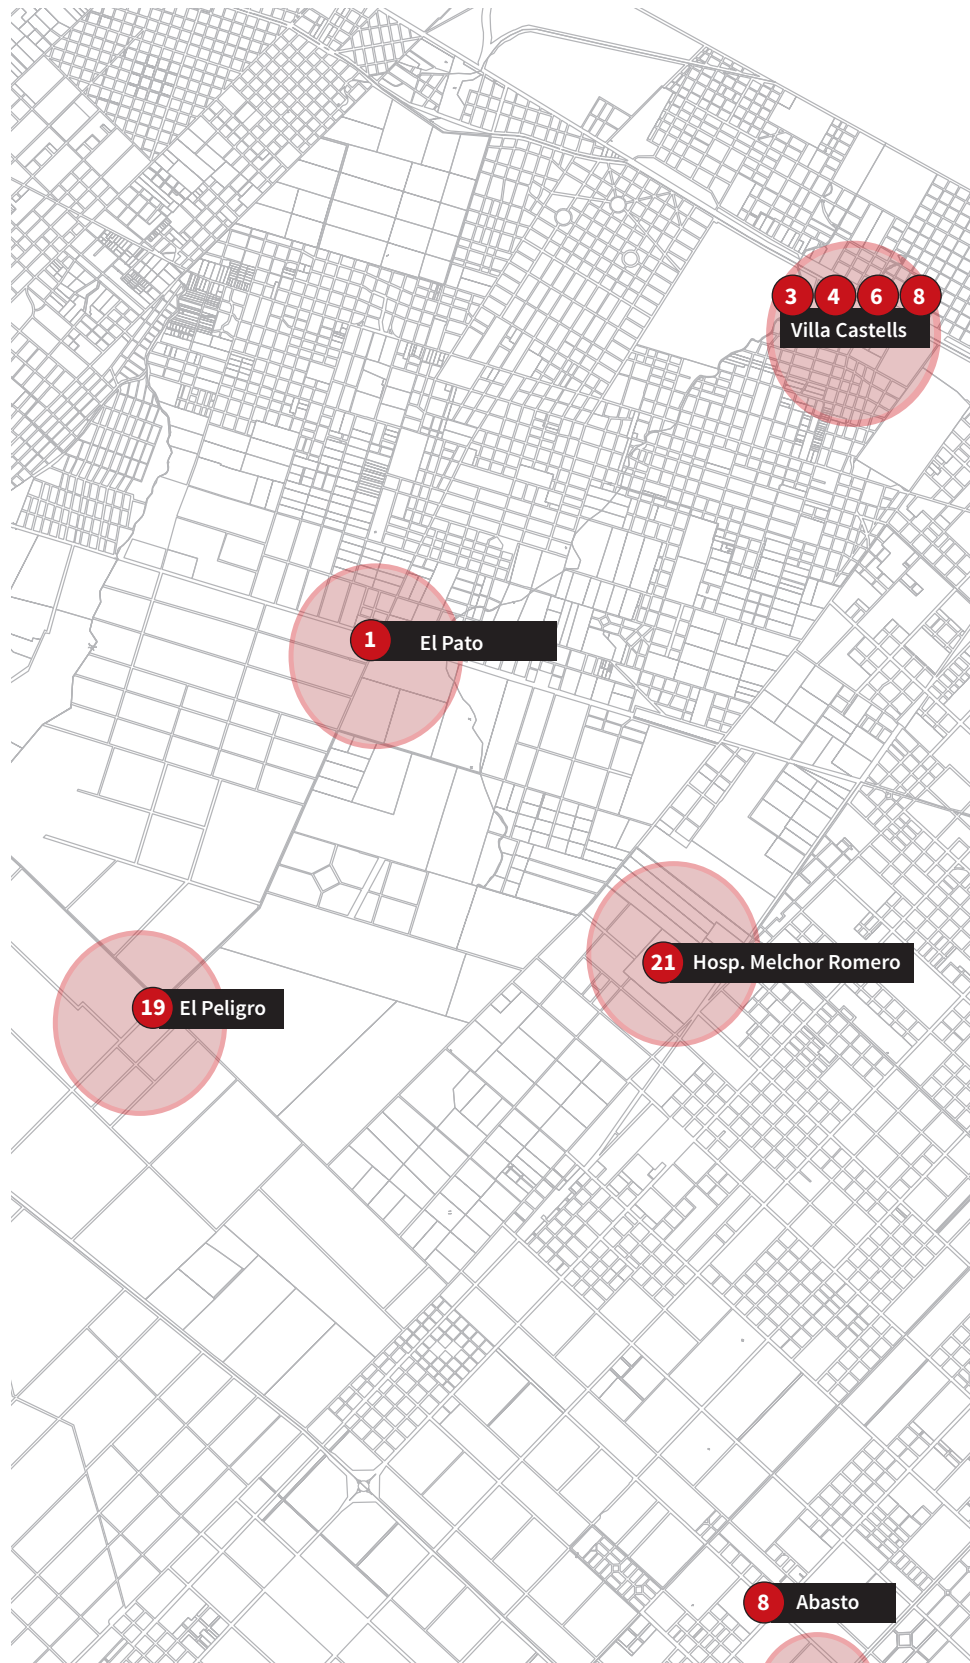 3 4 6 8
Villa Castells
1 El Pato
21 Hosp. Melchor Romero
19 El Peligro
8 Abasto